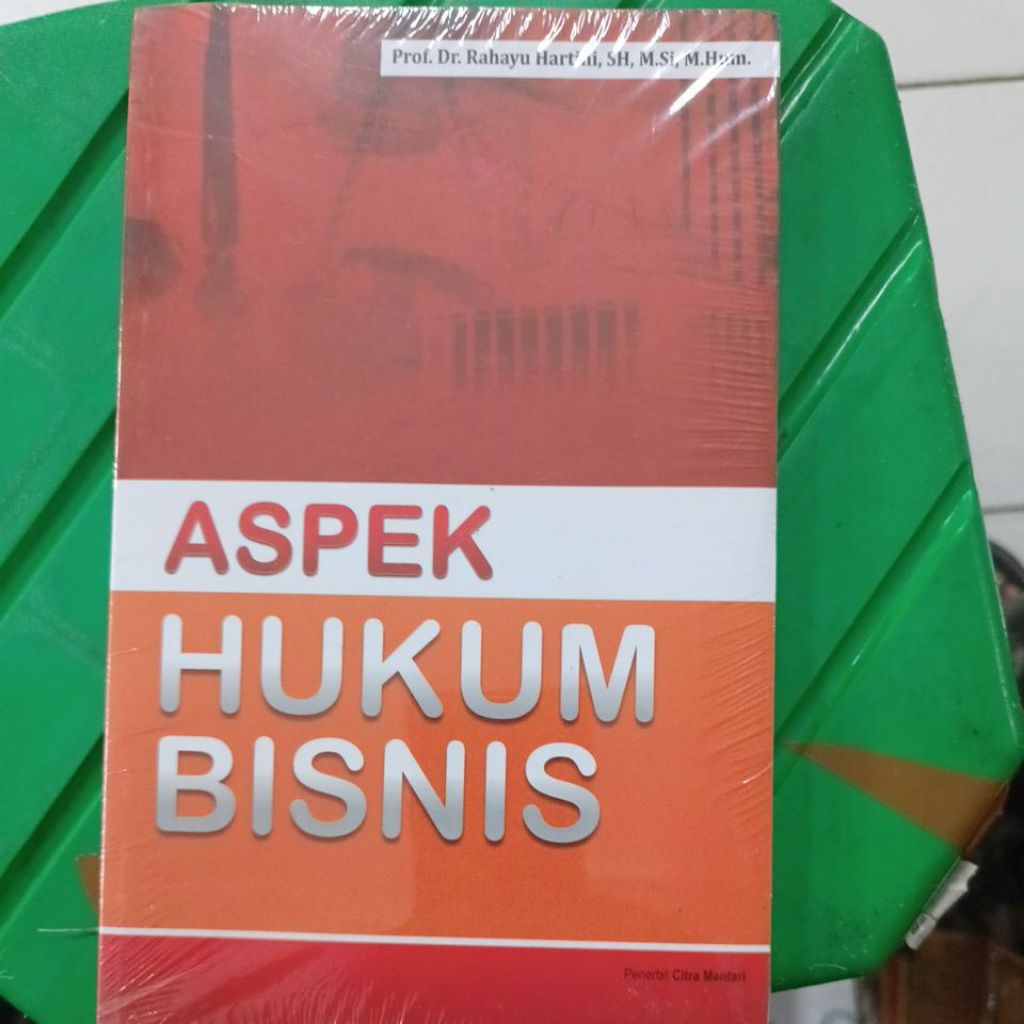 Prof. Dr. Rahayu Hartini, SH, M.Si, M.Hum.
ASPEK
HUKUM
BISNIS
Penerbit Citra Mentari